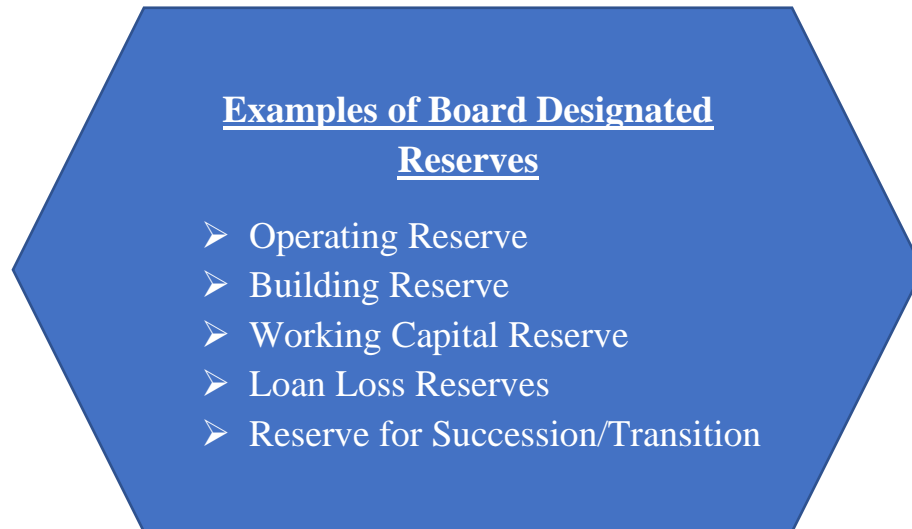 Examples of Board Designated
Reserves
➢ Operating Reserve
➢ Building Reserve
➢ Working Capital Reserve
➢ Loan Loss Reserves
➢ Reserve for Succession/Transition